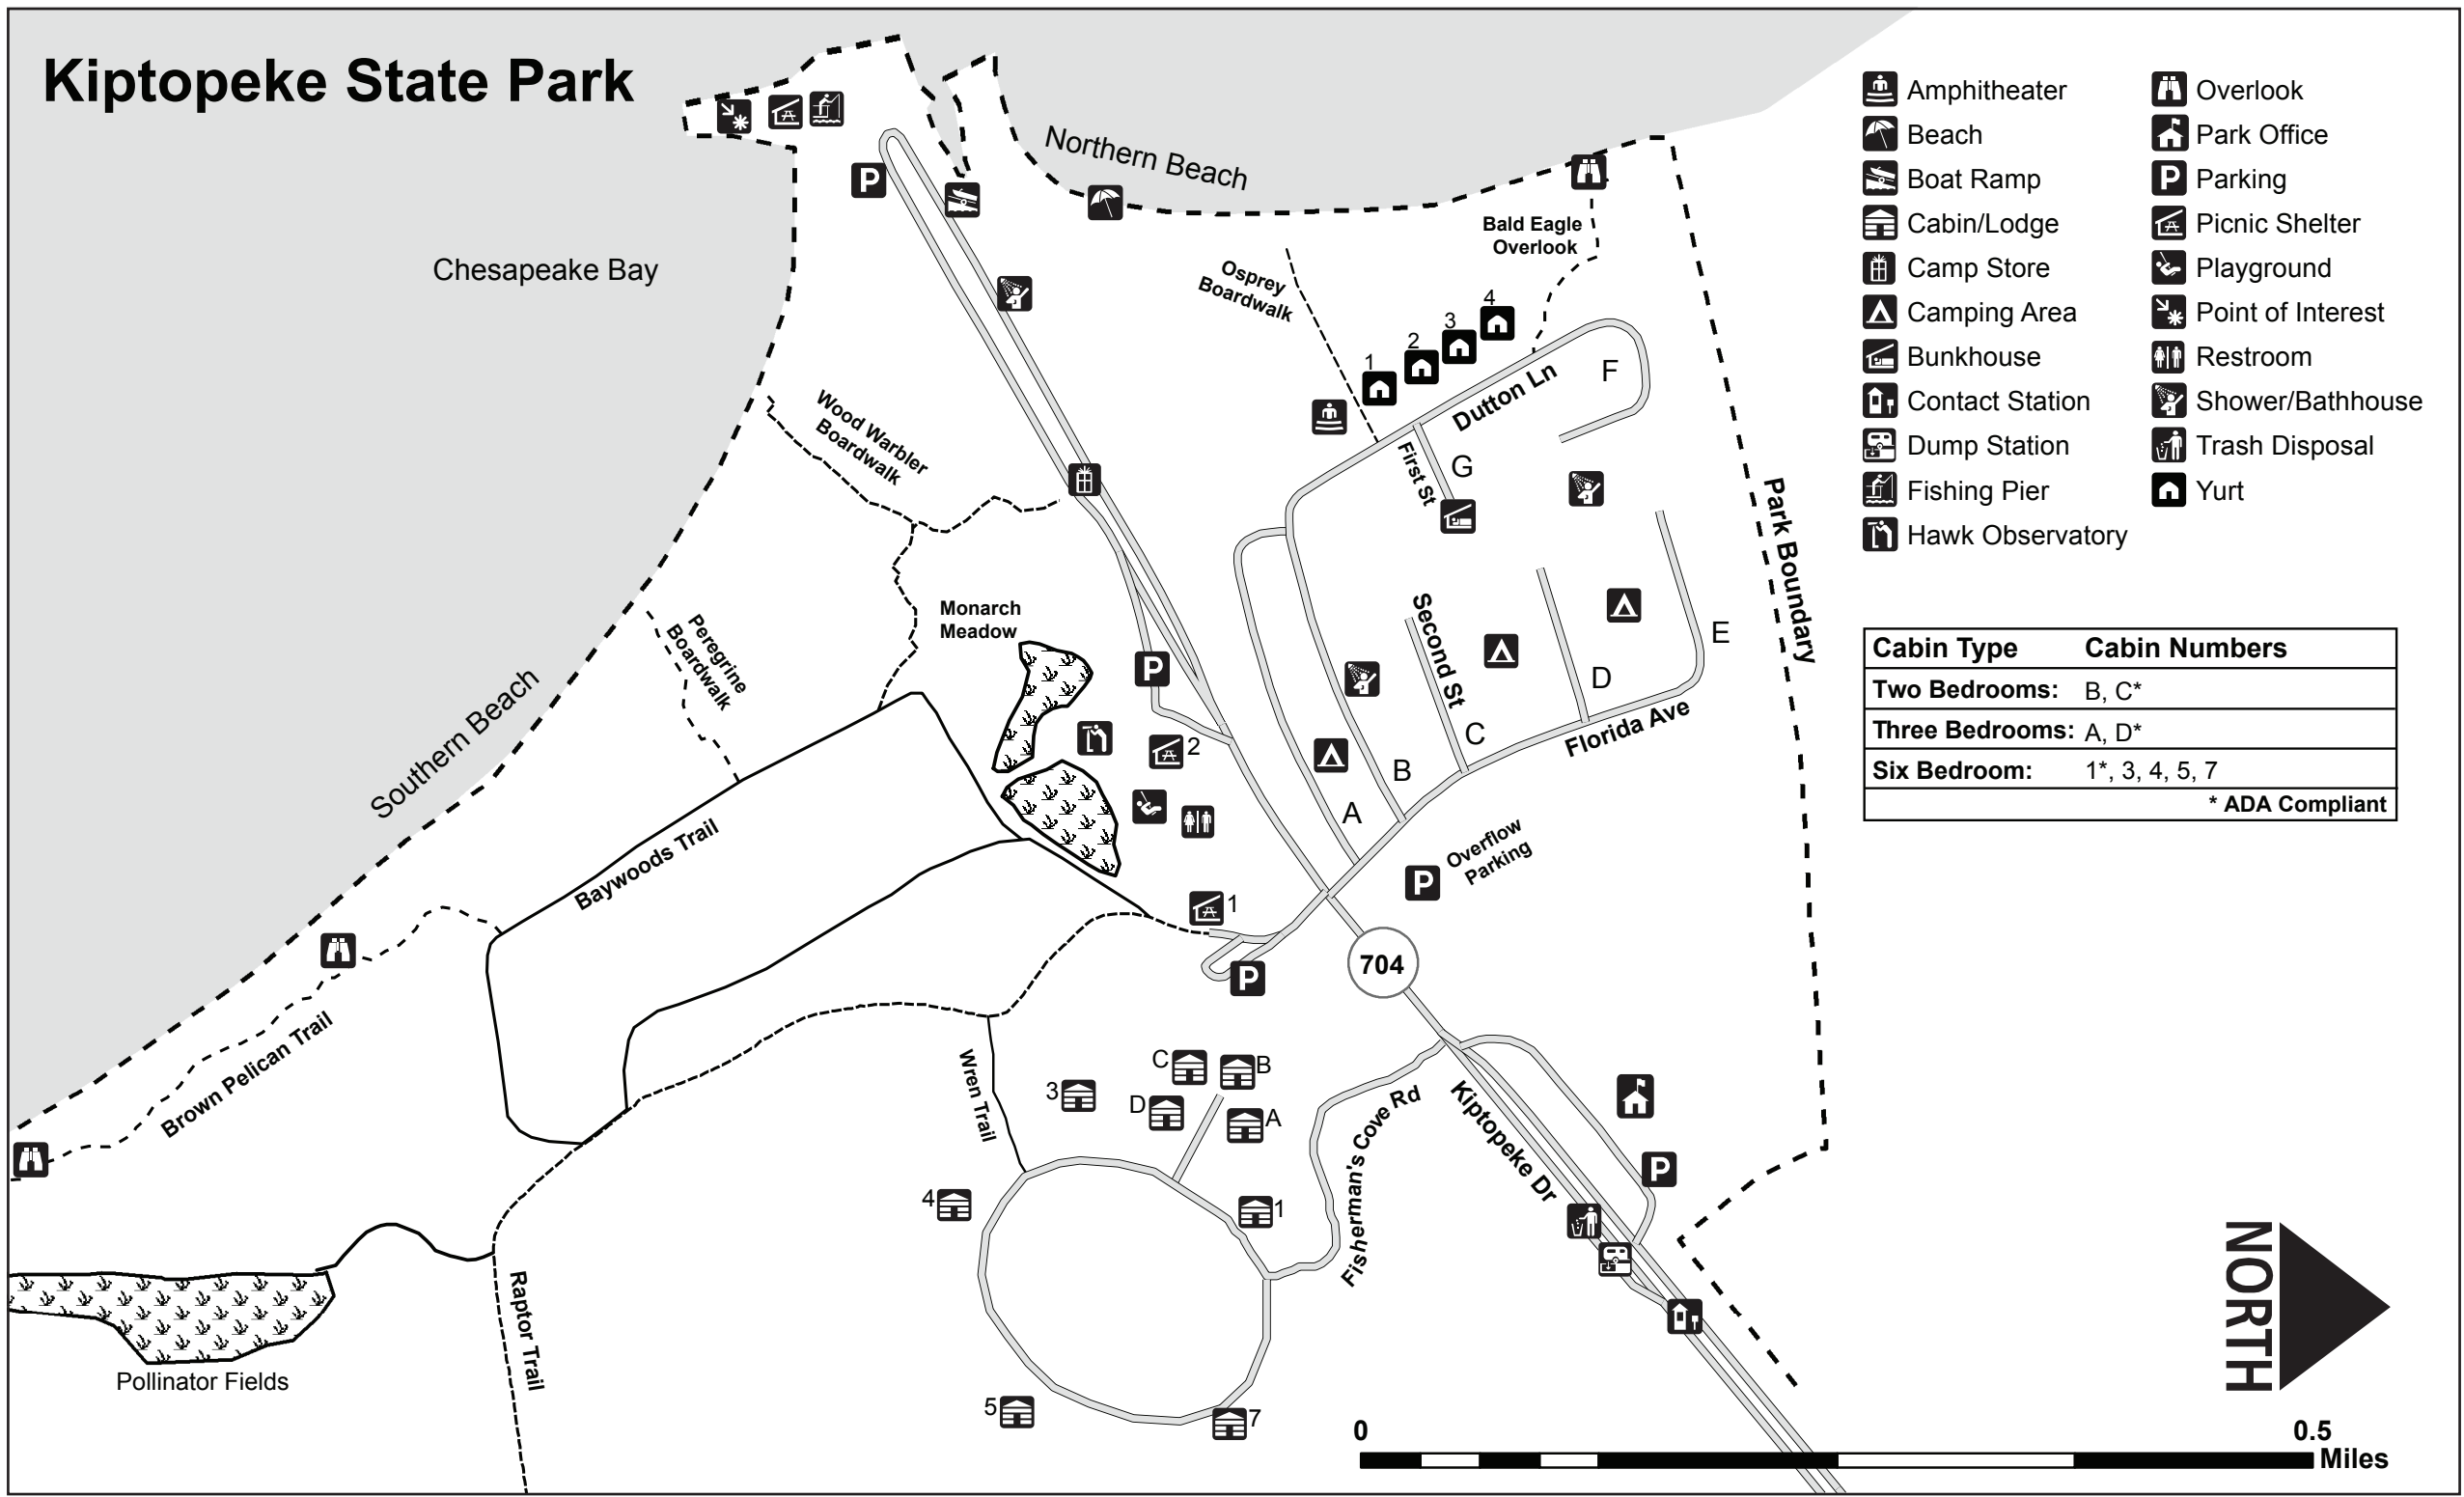 Kiptopeke State Park
Northern Beach
Chesapeake Bay
P
Bald Eagle
Overlook
Osprey
Boardwalk
1
2
3
4
Dutton Ln
F
First St
G
Wood Warbler
Boardwalk
Monarch
Meadow
Peregrine
Boardwalk
Southern Beach
P
2
Second St
A
B
C
D
E
Florida Ave
Park Boundary
Baywoods Trail
1
P
P
Overflow
Parking
704
Brown Pelican Trail
Wren Trail
C
B
3
D
A
4
1
5
7
Fisherman's Cove Rd
Kiptopeke Dr
P
Raptor Trail
Pollinator Fields
Amphitheater
Beach
Boat Ramp
Cabin/Lodge
Camp Store
Camping Area
Bunkhouse
Contact Station
Dump Station
Fishing Pier
Hawk Observatory
Overlook
Park Office
P Parking
Picnic Shelter
Playground
Point of Interest
Restroom
Shower/Bathhouse
Trash Disposal
Yurt
Cabin Type Cabin Numbers
Two Bedrooms: B, C*
Three Bedrooms: A, D*
Six Bedroom: 1*, 3, 4, 5, 7
* ADA Compliant
NORTH
0 0.5
Miles